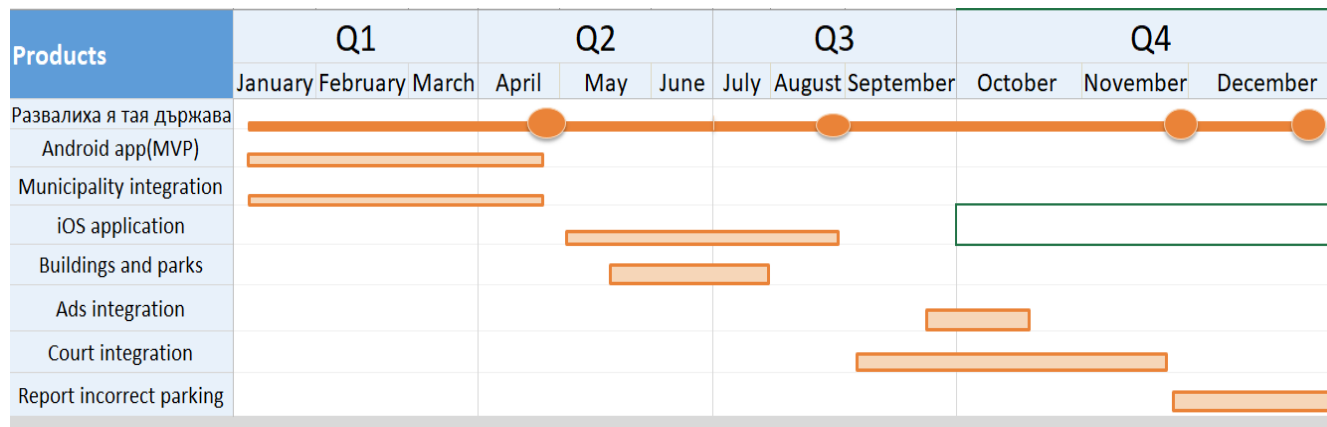 Products
Q1 Q2 Q3 Q4
January February March April May June July August September October November December
Развалиха я тая държава
Android app(MVP)
Municipality integration
iOS application
Buildings and parks
Ads integration
Court integration
Report incorrect parking